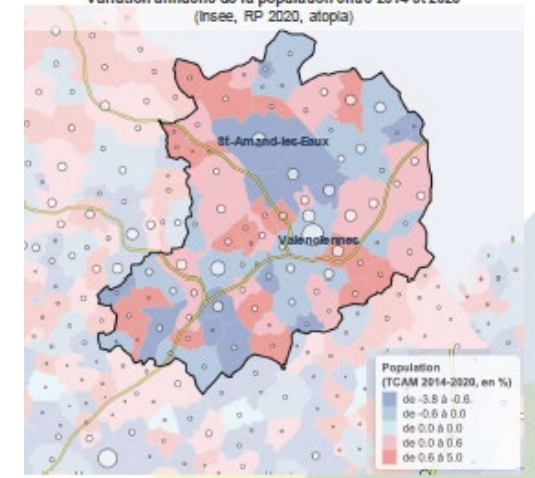 Variation annuelle de la population entre 2014 et 2020
(Insee, RP 2020, atopia)
St-Amand-les-Eaux
Valenciennes
Population
(TCAM 2014-2020, en %)
de -3.8 à -0.6
de -0.6 à 0.0
de 0.0 à 0.0
de 0.0 à 0.6
de 0.6 à 5.0